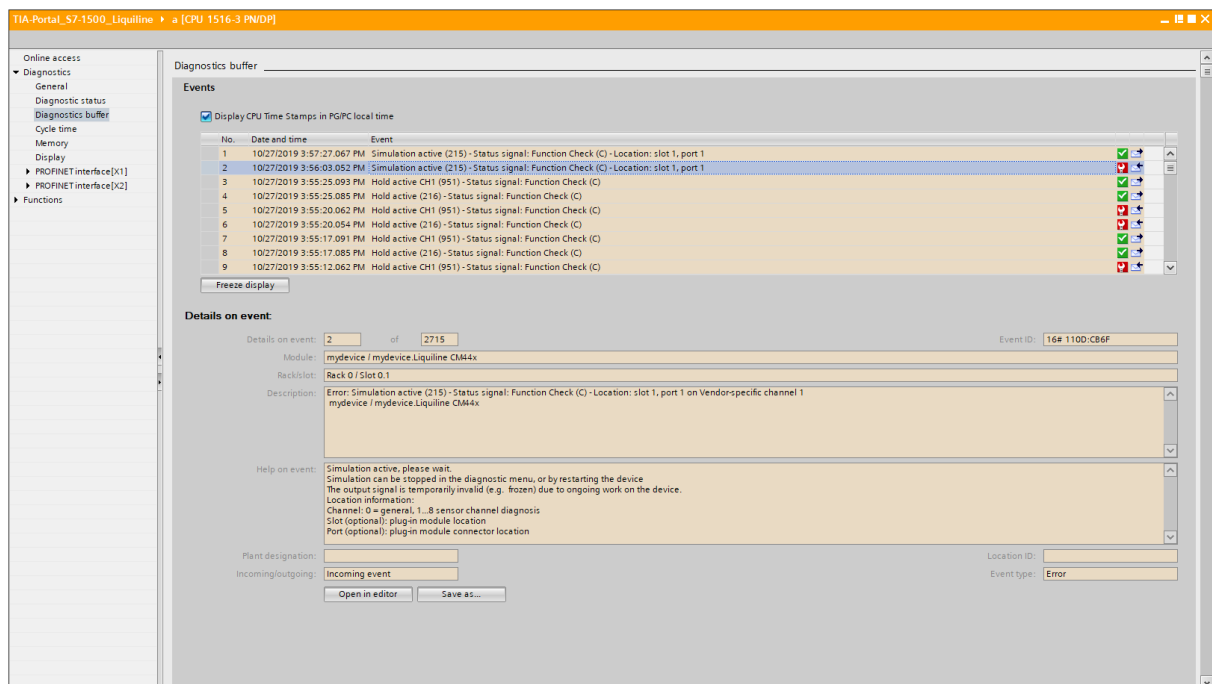 TIA-Portal_S7-1500_Liquiline ▸ a [CPU 1516-3 PN/DP]
Online access
Diagnostics
General
Diagnostic status
Diagnostics buffer
Cycle time
Memory
Display
PROFINET interface[X1]
PROFINET interface[X2]
Functions
Diagnostics buffer
Events
Display CPU Time Stamps in PG/PC local time
No. Date and time Event
1 10/27/2019 3:57:27.067 PM Simulation active (215) - Status signal: Function Check (C) - Location: slot 1, port 1
2 10/27/2019 3:56:03.052 PM Simulation active (215) - Status signal: Function Check (C) - Location: slot 1, port 1
3 10/27/2019 3:55:25.093 PM Hold active CH1 (951) - Status signal: Function Check (C)
4 10/27/2019 3:55:25.085 PM Hold active (216) - Status signal: Function Check (C)
5 10/27/2019 3:55:20.062 PM Hold active CH1 (951) - Status signal: Function Check (C)
6 10/27/2019 3:55:20.054 PM Hold active (216) - Status signal: Function Check (C)
7 10/27/2019 3:55:17.091 PM Hold active CH1 (951) - Status signal: Function Check (C)
8 10/27/2019 3:55:17.085 PM Hold active (216) - Status signal: Function Check (C)
9 10/27/2019 3:55:12.062 PM Hold active CH1 (951) - Status signal: Function Check (C)
Freeze display
Details on event:
Details on event: 2 of 2715 Event ID: 16# 110D:CB6F
Module: mydevice / mydevice.Liquiline CM44x
Rack/slot: Rack 0 / Slot 0.1
Description: Error: Simulation active (215) - Status signal: Function Check (C) - Location: slot 1, port 1 on Vendor-specific channel 1
mydevice / mydevice.Liquiline CM44x
Help on event: Simulation active, please wait.
Simulation can be stopped in the diagnostic menu, or by restarting the device
The output signal is temporarily invalid (e.g. frozen) due to ongoing work on the device.
Location information:
Channel: 0 = general, 1...8 sensor channel diagnosis
Slot (optional): plug-in module location
Port (optional): plug-in module connector location
Plant designation: Location ID:
Incoming/outgoing: Incoming event Event type: Error
Open in editor Save as...